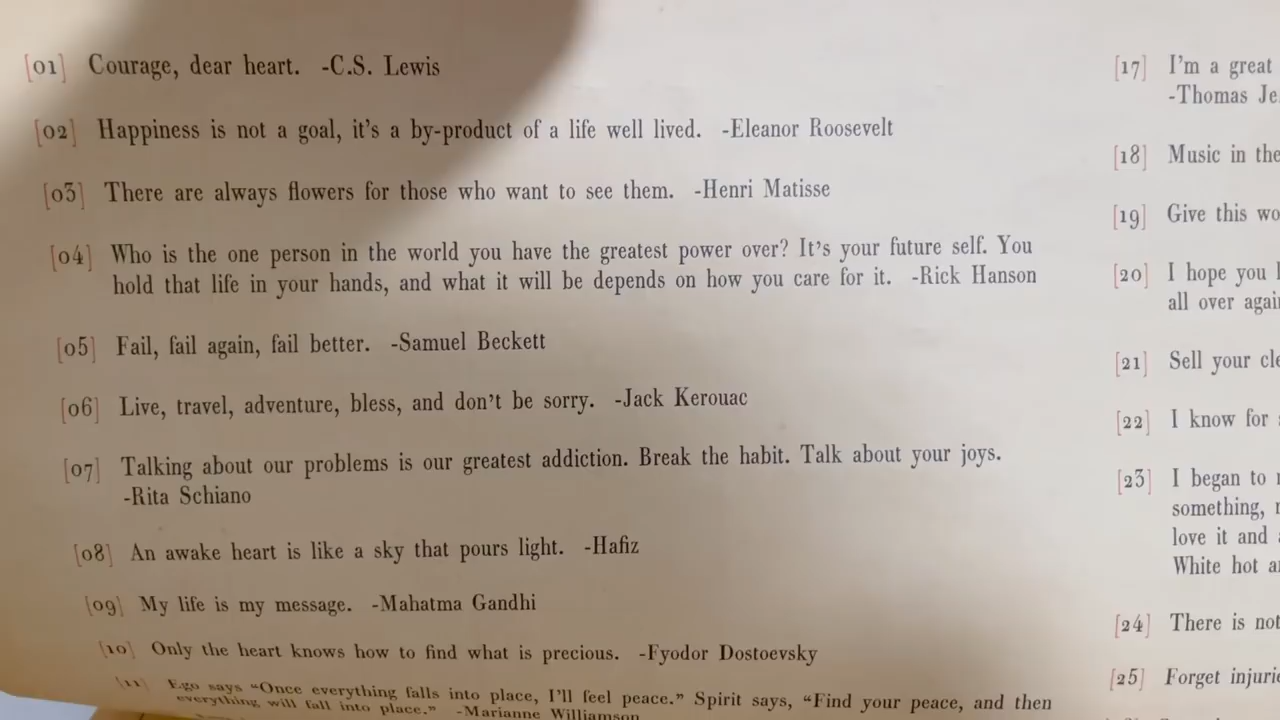 [01] Courage, dear heart. -C.S. Lewis
[02] Happiness is not a goal, it's a by-product of a life well lived. -Eleanor Roosevelt
[03] There are always flowers for those who want to see them. -Henri Matisse
[04] Who is the one person in the world you have the greatest power over? It's your future self. You
hold that life in your hands, and what it will be depends on how you care for it. -Rick Hanson
[05] Fail, fail again, fail better. -Samuel Beckett
[06] Live, travel, adventure, bless, and don't be sorry. -Jack Kerouac
[07] Talking about our problems is our greatest addiction. Break the habit. Talk about your joys.
-Rita Schiano
[08] An awake heart is like a sky that pours light. -Hafiz
[09] My life is my message. -Mahatma Gandhi
[10] Only the heart knows how to find what is precious. -Fyodor Dostoevsky
[11] Ego says "Once everything falls into place, I'll feel peace." Spirit says, "Find your peace, and then
everything will fall into place." -Marianne Williamson
[17] I'm a great
-Thomas Je
[18] Music in the
[19] Give this wo
[20] I hope you
all over agai
[21] Sell your cle
[22] I know for
[23] I began to
something,
love it and
White hot a
[24] There is not
[25] Forget injurie